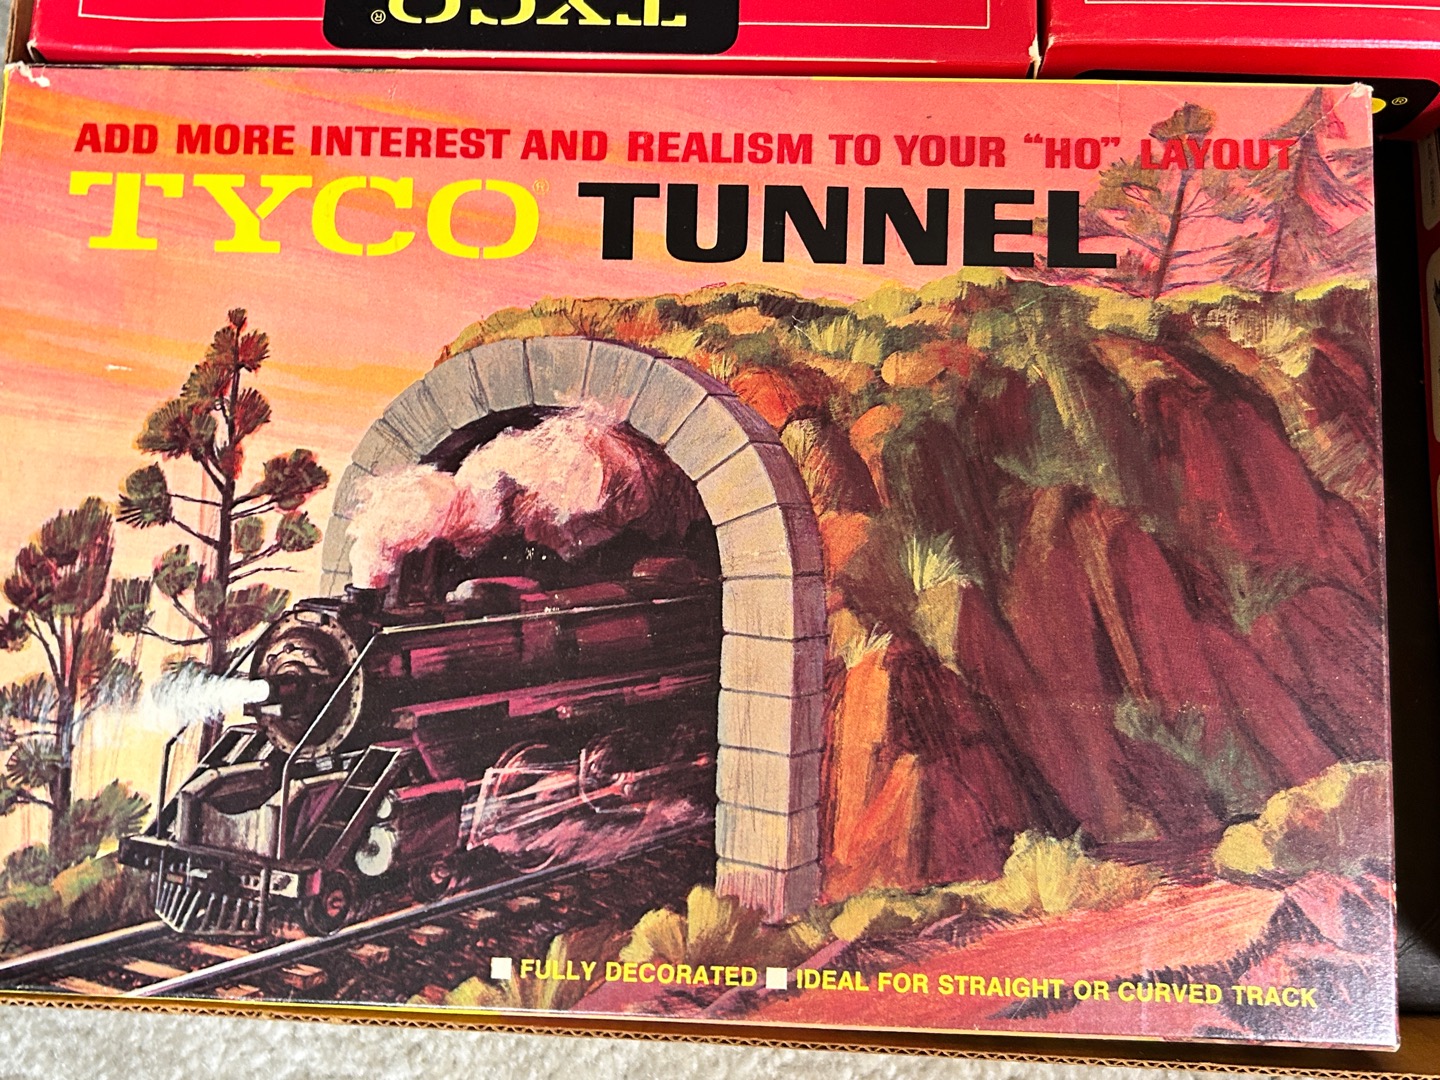 TYCO®
®
ADD MORE INTEREST AND REALISM TO YOUR “HO” LAYOUT
TYCO® TUNNEL
FULLY DECORATED IDEAL FOR STRAIGHT OR CURVED TRACK